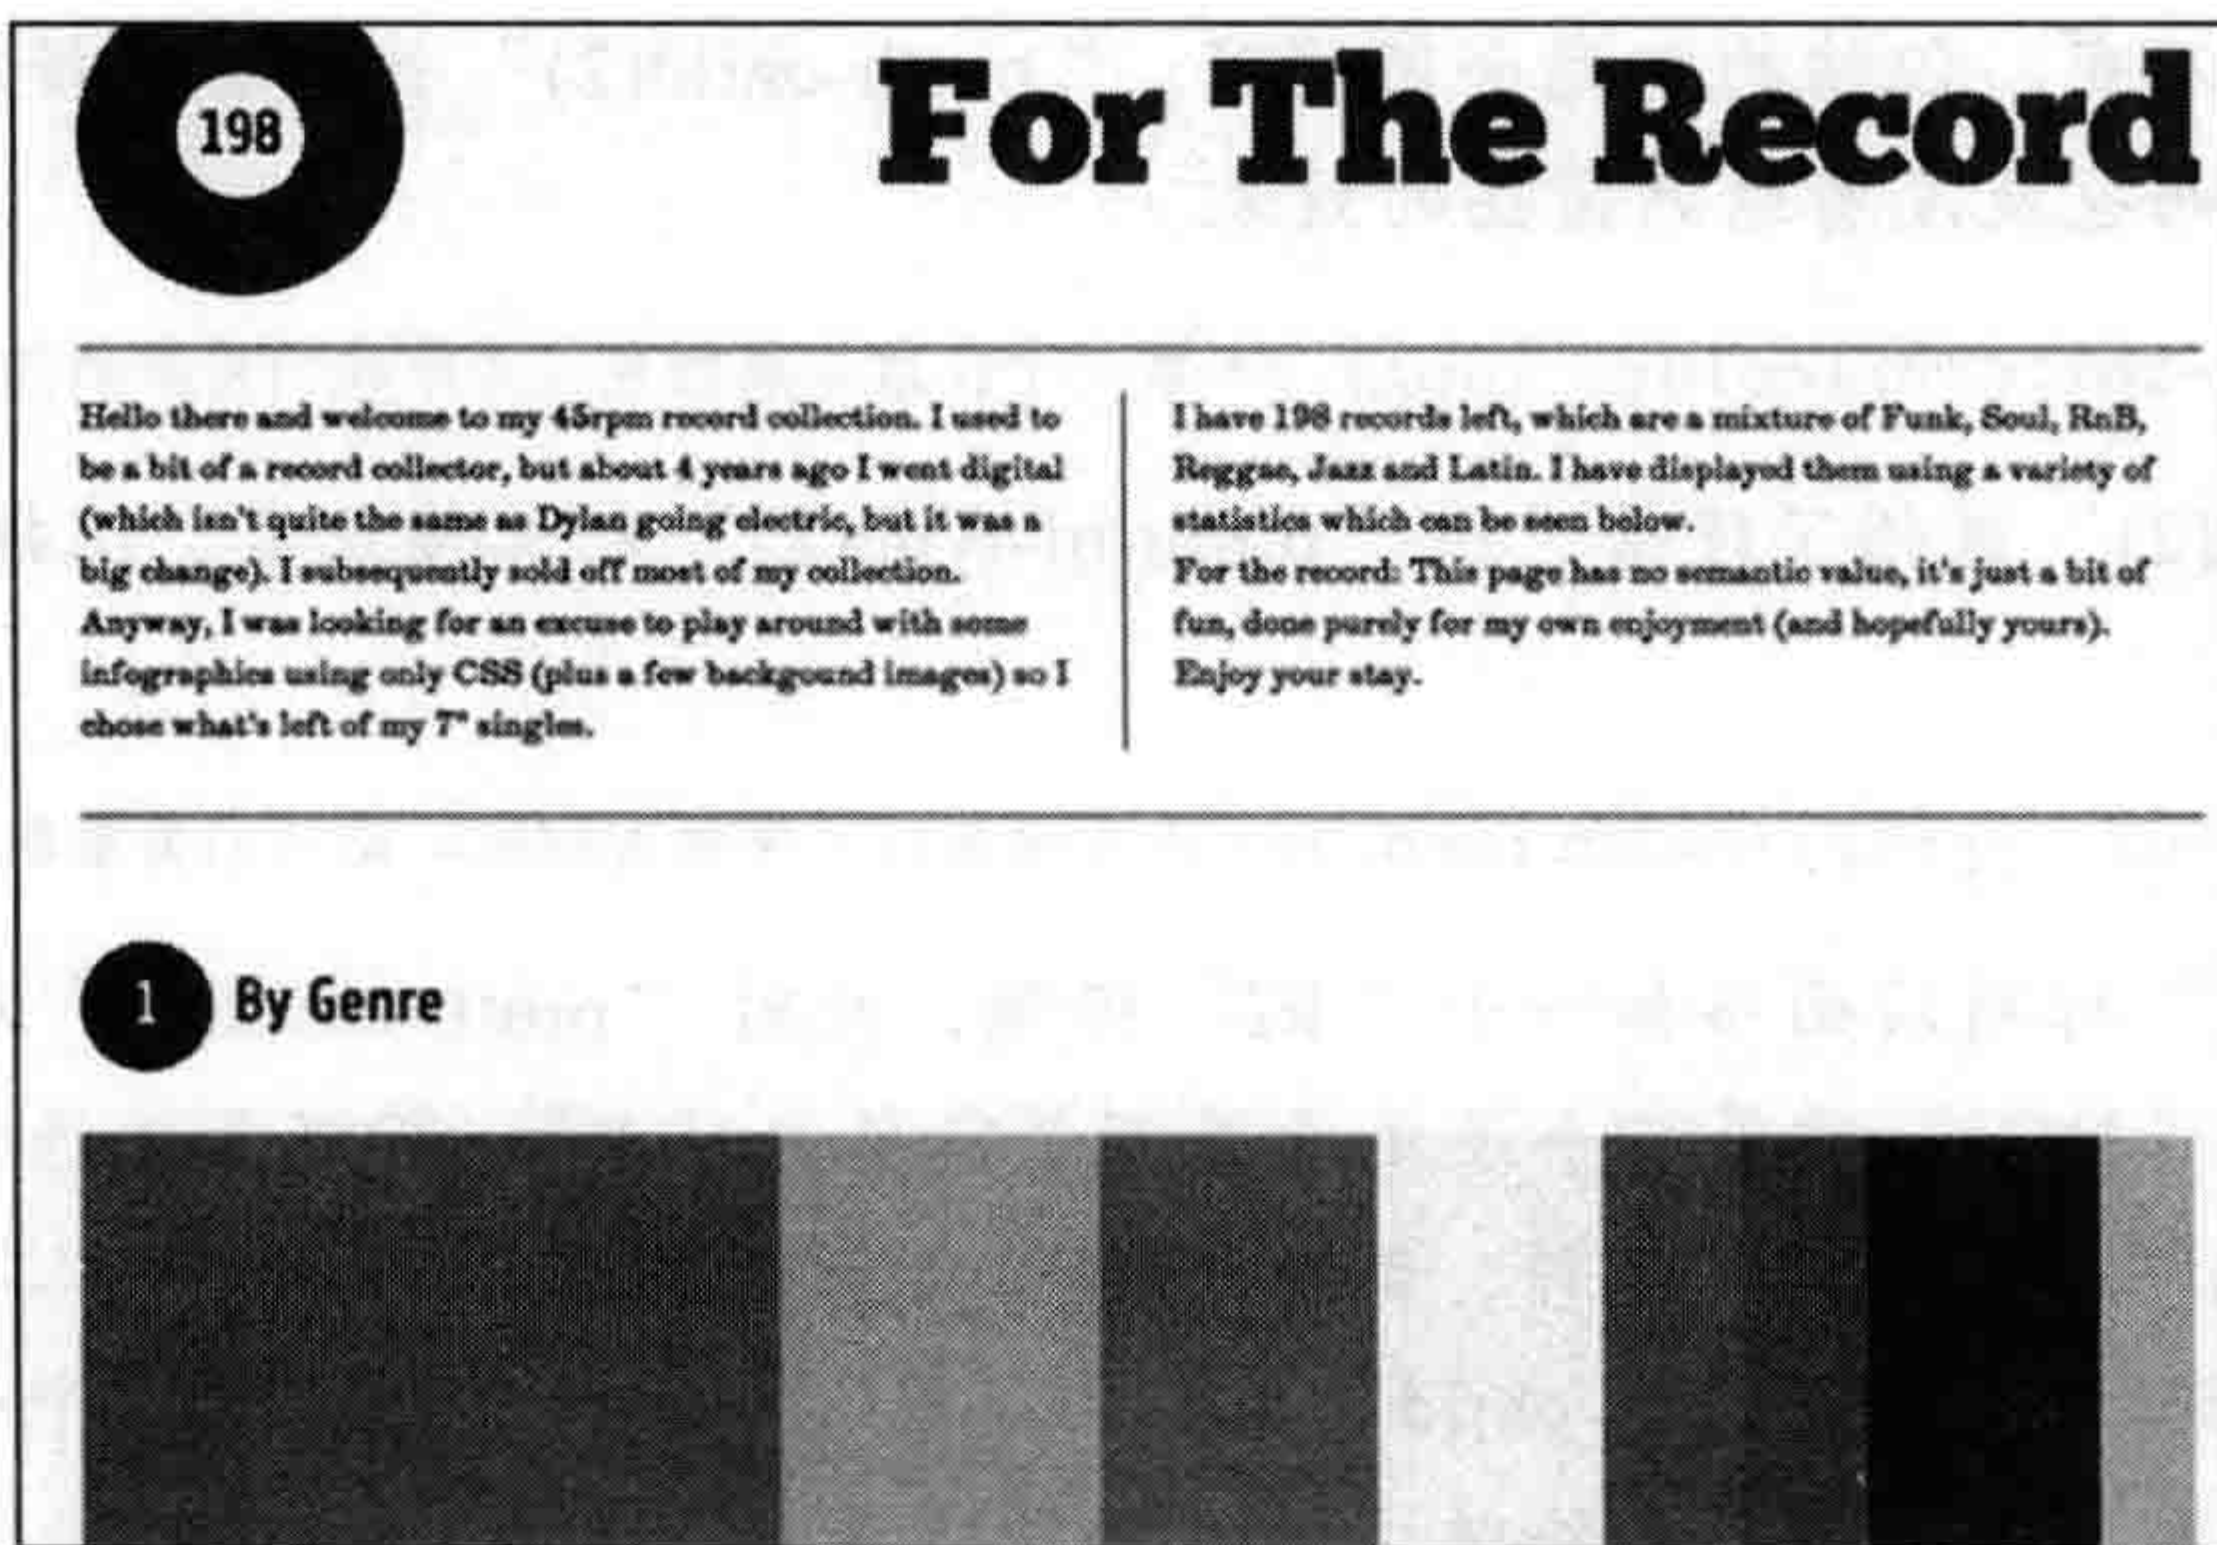 198
For The Record
Hello there and welcome to my 45rpm record collection. I used to
be a bit of a record collector, but about 4 years ago I went digital
(which isn't quite the same as Dylan going electric, but it was a
big change). I subsequently sold off most of my collection.
Anyway, I was looking for an excuse to play around with some
infographics using only CSS (plus a few backgound images) so I
chose what's left of my 7" singles.
I have 198 records left, which are a mixture of Funk, Soul, RnB,
Reggae, Jazz and Latin. I have displayed them using a variety of
statistics which can be seen below.
For the record: This page has no semantic value, it's just a bit of
fun, done purely for my own enjoyment (and hopefully yours).
Enjoy your stay.
1 By Genre